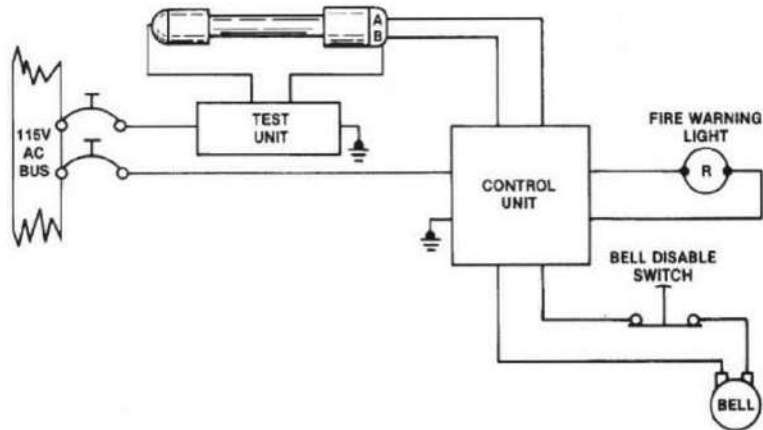 A
B
115V
AC
BUS
TEST
UNIT
FIRE WARNING
LIGHT
R
CONTROL
UNIT
BELL DISABLE
SWITCH
BELL